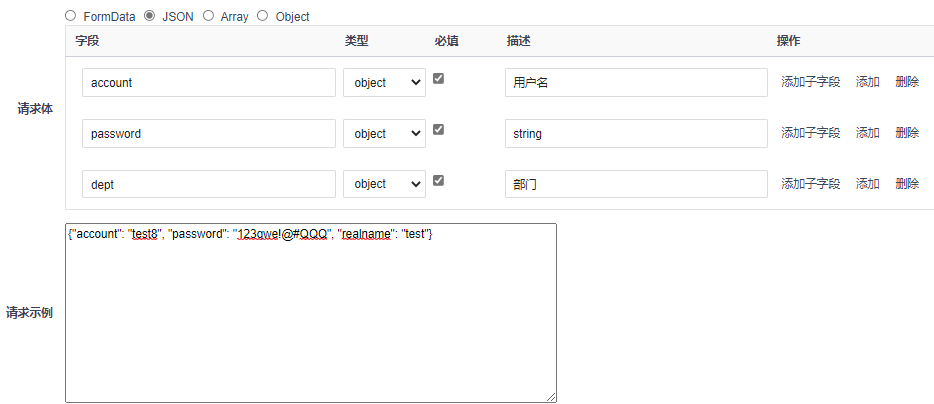 FormData JSON Array Object
字段 类型 必填 描述 操作
account object 用户名 添加子字段 添加 删除
请求体
password object string 添加子字段 添加 删除
dept object 部门 添加子字段 添加 删除
{"account": "test8", "password": "123qwe!@#QQQ", "realname": "test"}
请求示例